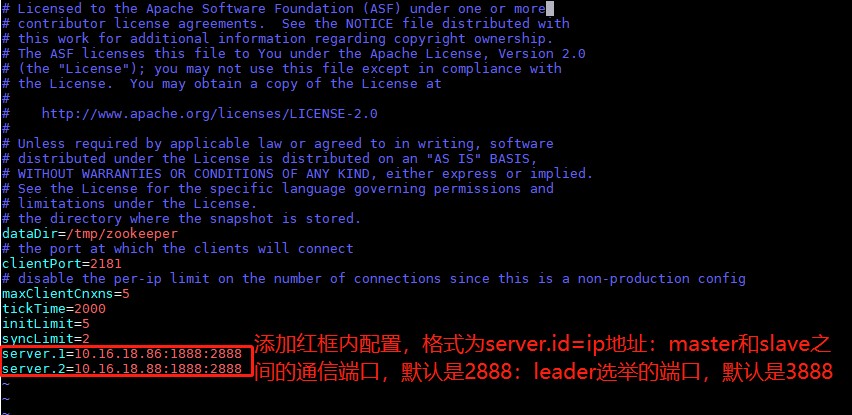 # Licensed to the Apache Software Foundation (ASF) under one or more
# contributor license agreements.  See the NOTICE file distributed with
# this work for additional information regarding copyright ownership.
# The ASF licenses this file to You under the Apache License, Version 2.0
# (the "License"); you may not use this file except in compliance with
# the License.  You may obtain a copy of the License at
#
#    http://www.apache.org/licenses/LICENSE-2.0
#
# Unless required by applicable law or agreed to in writing, software
# distributed under the License is distributed on an "AS IS" BASIS,
# WITHOUT WARRANTIES OR CONDITIONS OF ANY KIND, either express or implied.
# See the License for the specific language governing permissions and
# limitations under the License.
# the directory where the snapshot is stored.
dataDir=/tmp/zookeeper
# the port at which the clients will connect
clientPort=2181
# disable the per-ip limit on the number of connections since this is a non-production config
maxClientCnxns=5
tickTime=2000
initLimit=5
syncLimit=2
server.1=10.16.18.86:1888:2888
server.2=10.16.18.88:1888:2888
~
~
~
添加红框内配置，格式为server.id=ip地址：master和slave之
间的通信端口，默认是2888：leader选举的端口，默认是3888